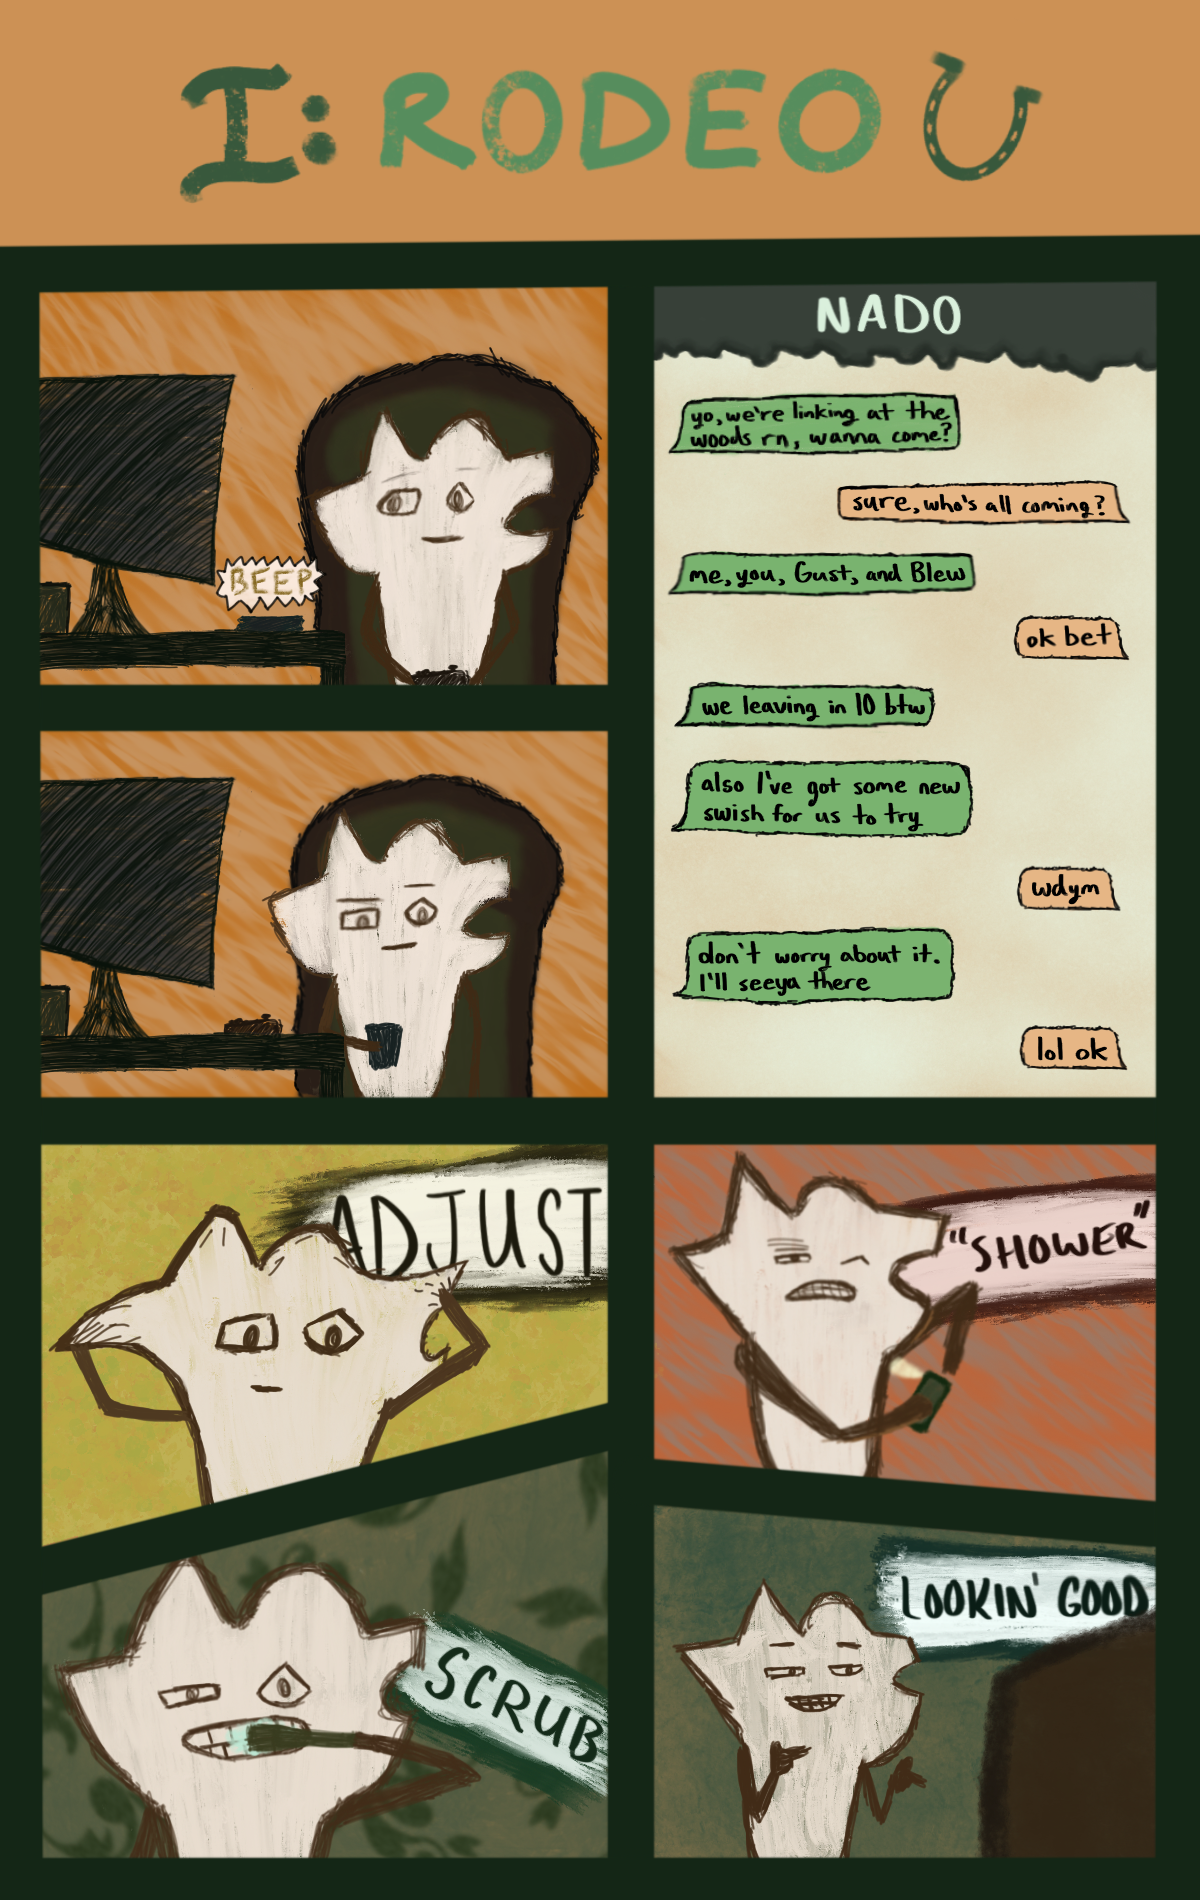 I: RODEO
BEEP
NADO
yo, we're linking at the
woods rn, wanna come?
sure, who's all coming?
me, you, Gust, and Blew
ok bet
we leaving in 10 btw
also I've got some new
swish for us to try
wdym
don't worry about it.
I'll seeya there
lol ok
ADJUST
"SHOWER"
SCRUB
LOOKIN' GOOD